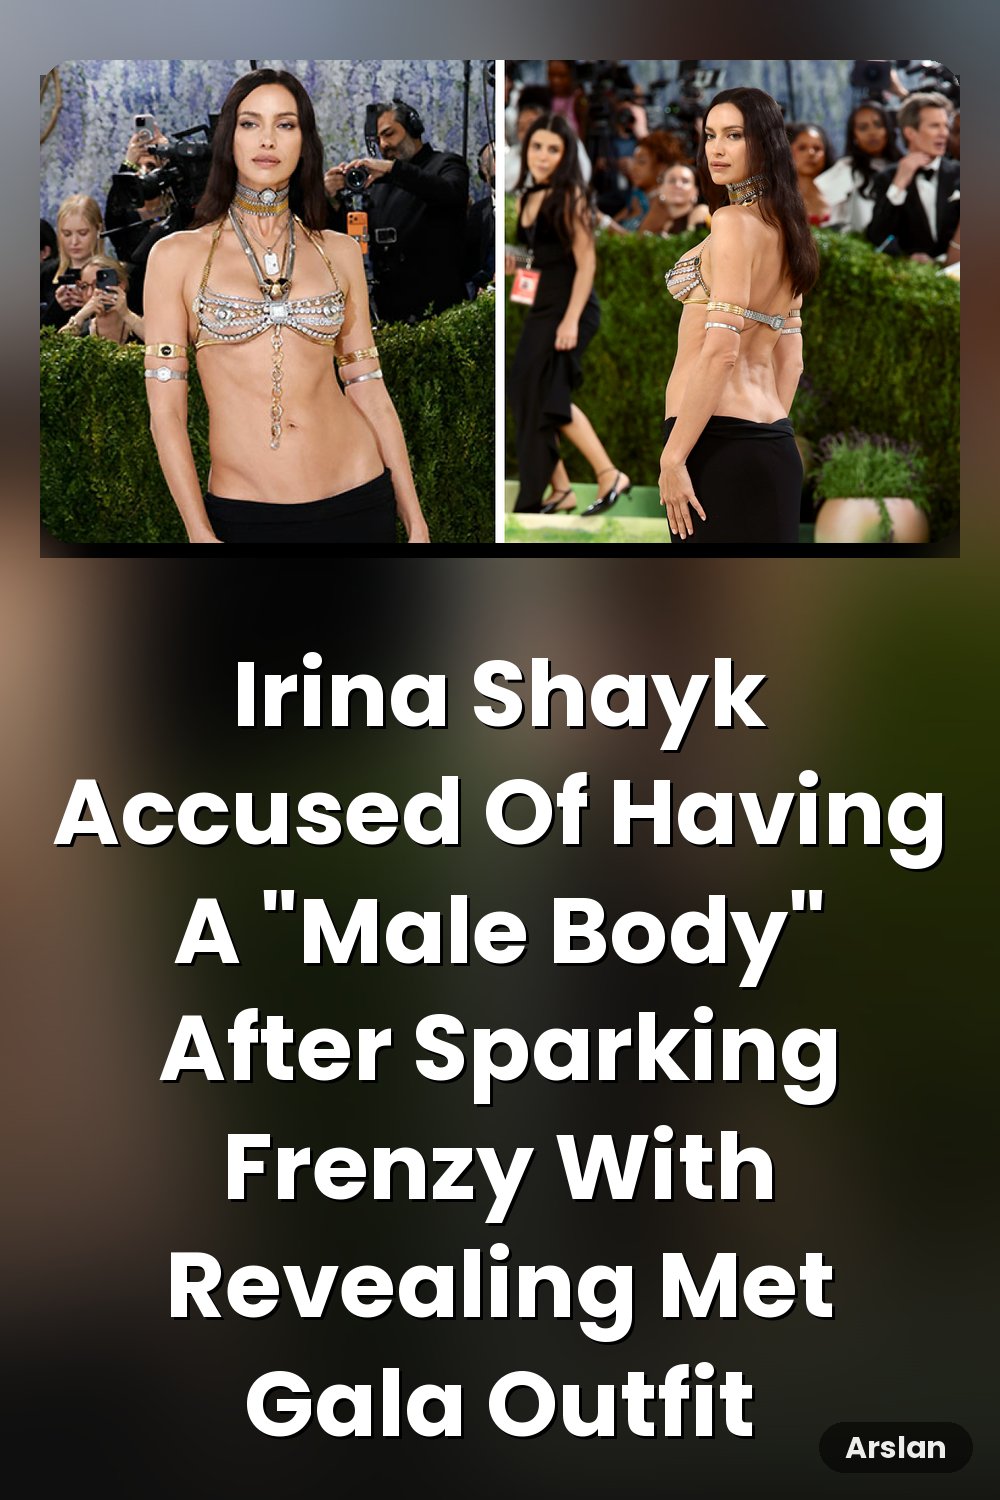 Irina Shayk
Accused Of Having
A "Male Body"
After Sparking
Frenzy With
Revealing Met
Gala Outfit
Arslan